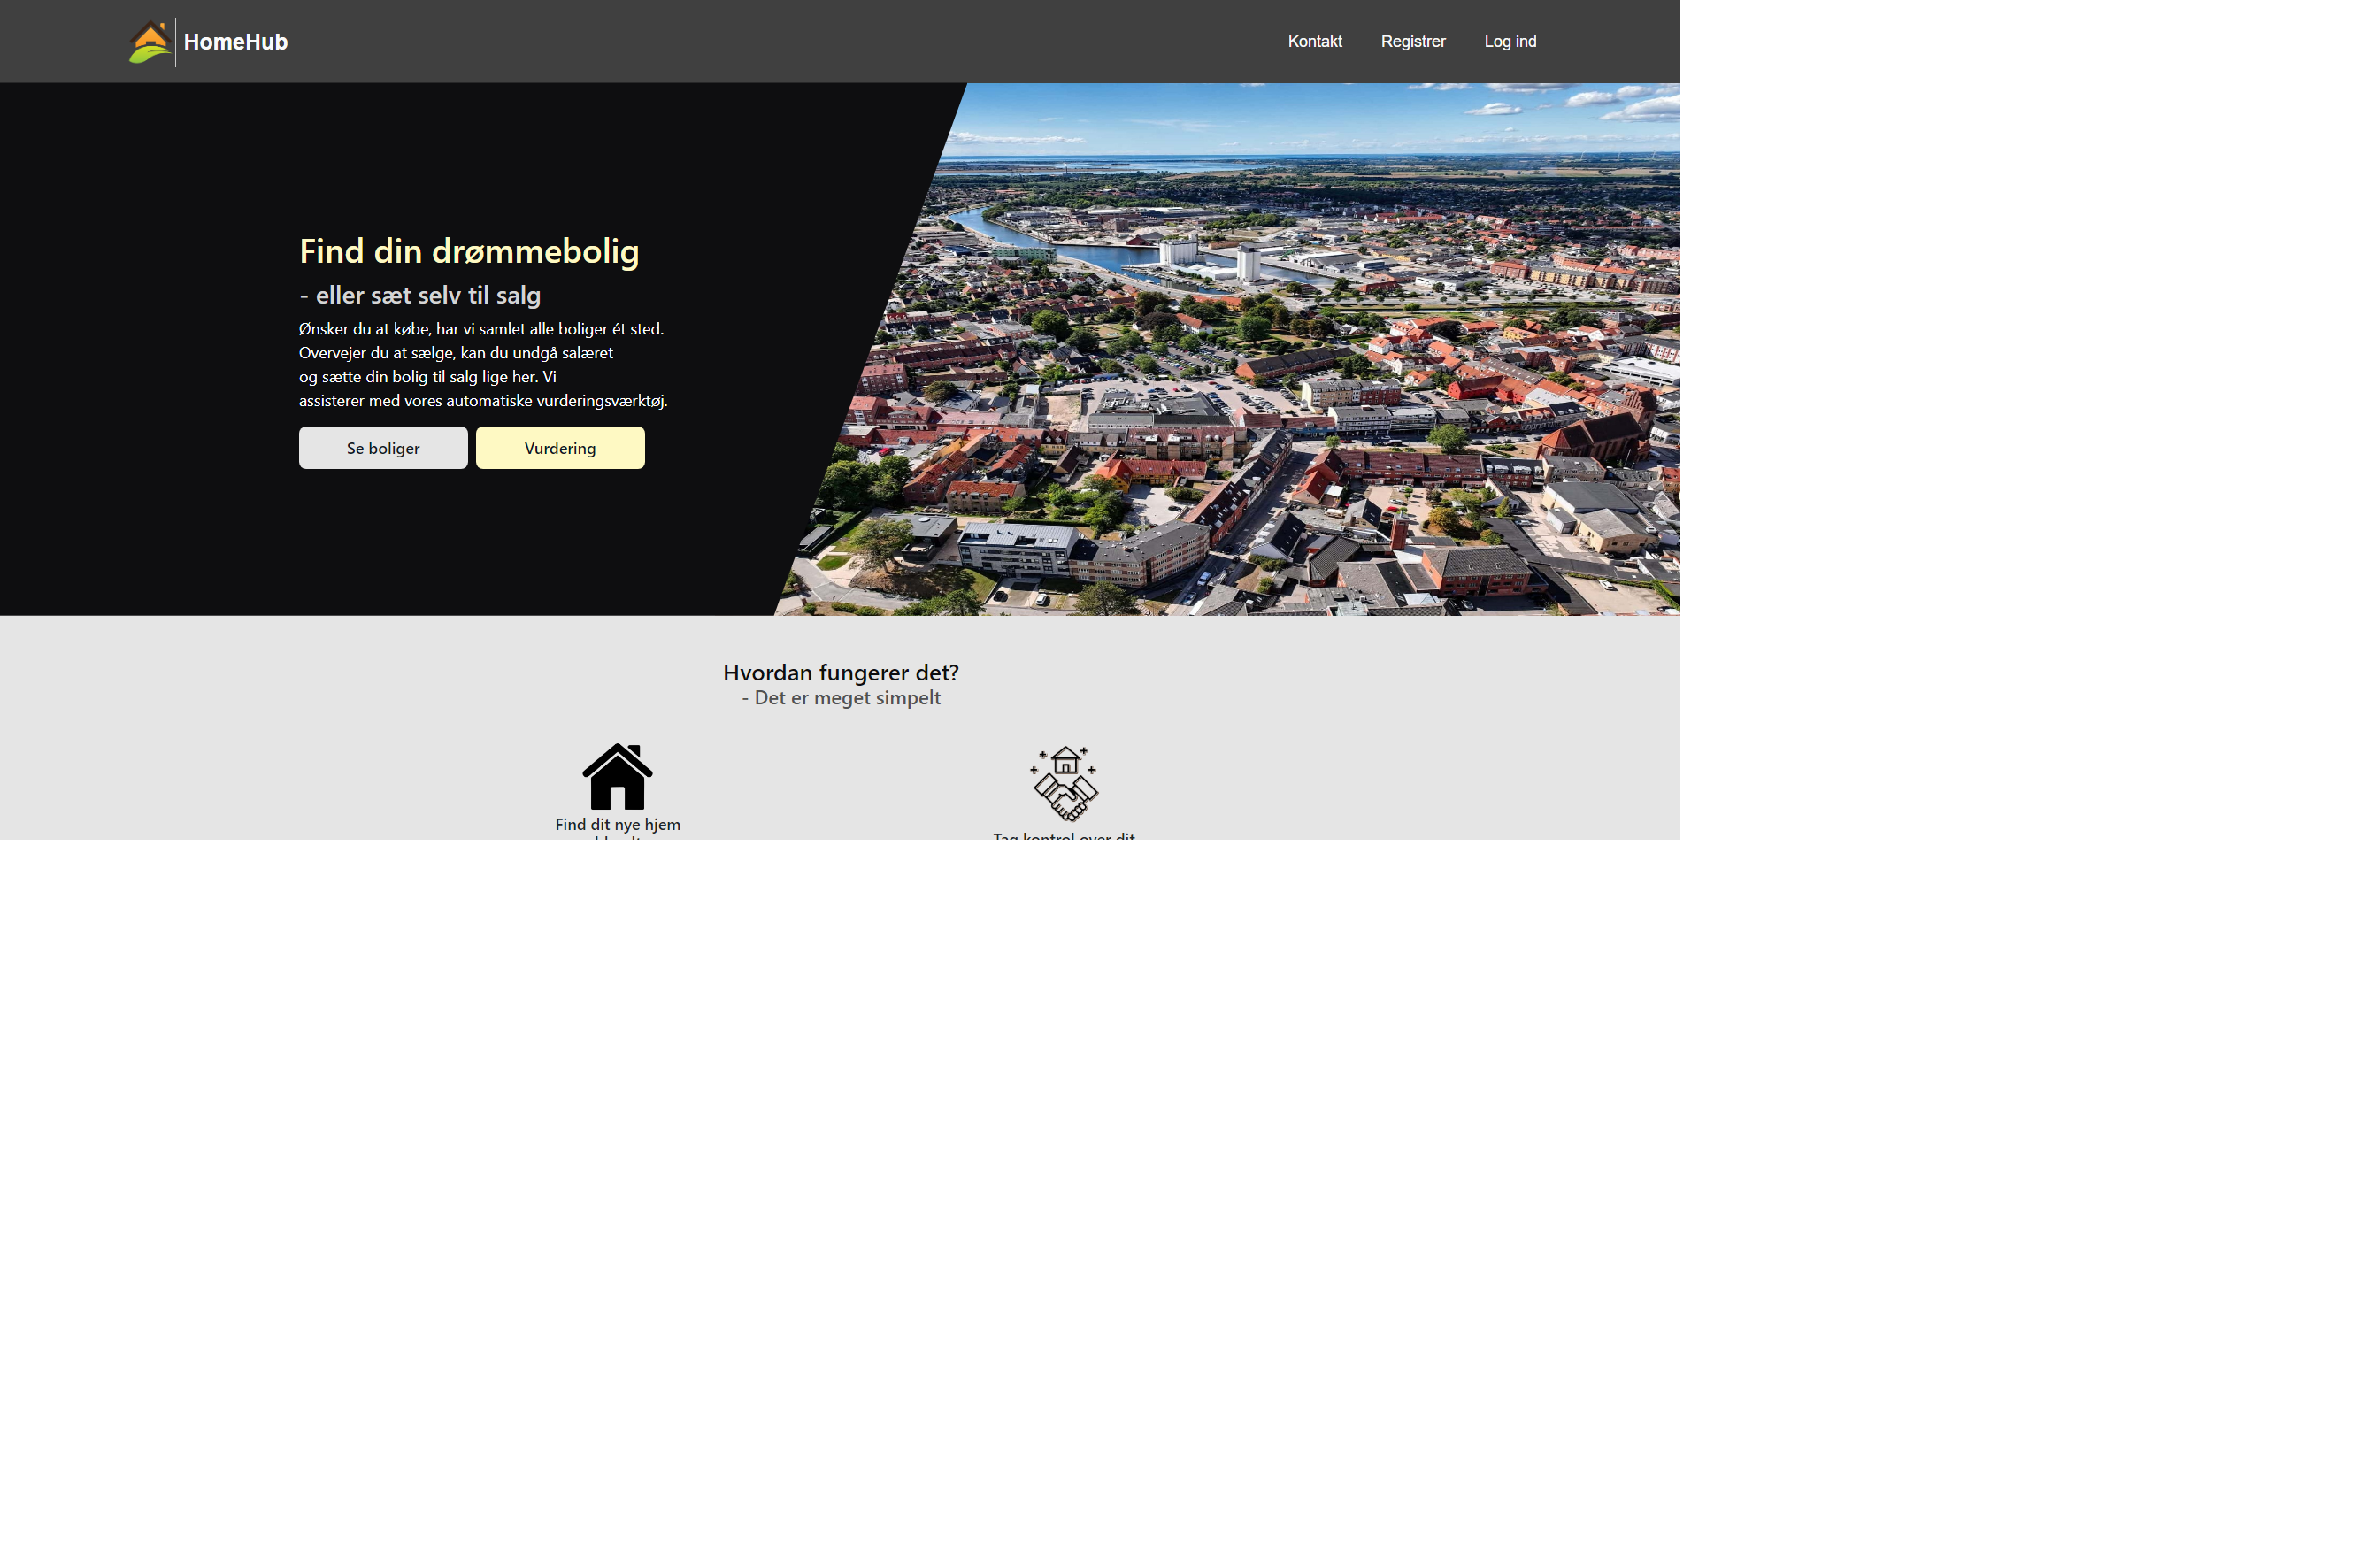 HomeHub
Kontakt
Registrer
Log ind
Find din drømmebolig
- eller sæt selv til salg
Ønsker du at købe, har vi samlet alle boliger ét sted.
Overvejer du at sælge, kan du undgå salæret
og sætte din bolig til salg lige her. Vi
assisterer med vores automatiske vurderingsværktøj.
Se boliger
Vurdering
Hvordan fungerer det?
- Det er meget simpelt
Find dit nye hjem
Tag kontrol over dit